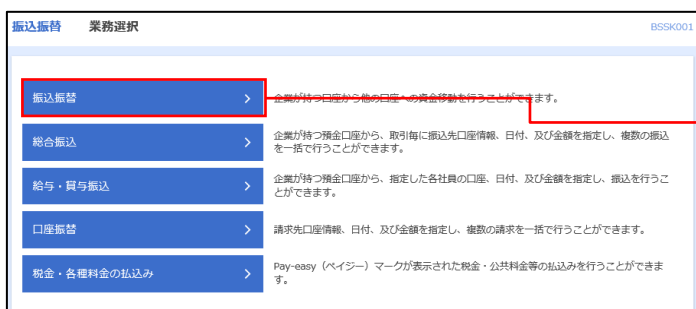 振込振替 業務選択 BSSK001
振込振替
企業が持つ口座から他の口座への資金移動を行うことができます。
総合振込
企業が持つ預金口座から、取引毎に振込先口座情報、日付、及び金額を指定し、複数の振込
を一括で行うことができます。
給与・賞与振込
企業が持つ預金口座から、指定した各社員の口座、日付、及び金額を指定し、振込を行うこ
とができます。
口座振替
請求先口座情報、日付、及び金額を指定し、複数の請求を一括で行うことができます。
税金・各種料金の払込み
Pay-easy（ペイジー）マークが表示された税金・公共料金等の払込みを行うことができま
す。